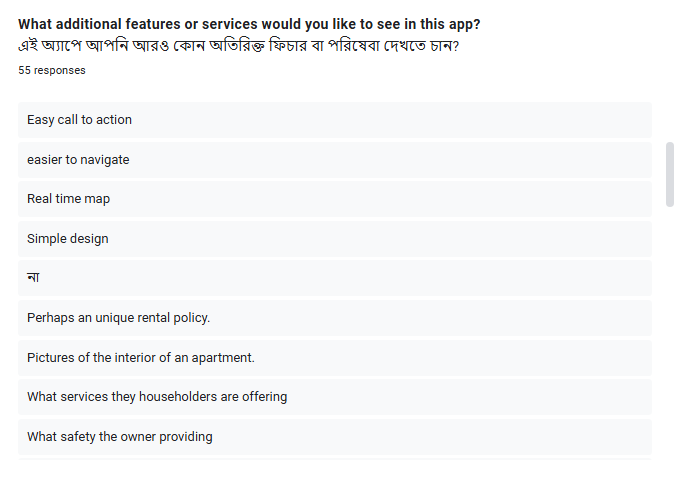 What additional features or services would you like to see in this app?
এই অ্যাপে আপনি আরও কোন অতিরিক্ত ফিচার বা পরিষেবা দেখতে চান?
55 responses
Easy call to action
easier to navigate
Real time map
Simple design
না
Perhaps an unique rental policy.
Pictures of the interior of an apartment.
What services they householders are offering
What safety the owner providing